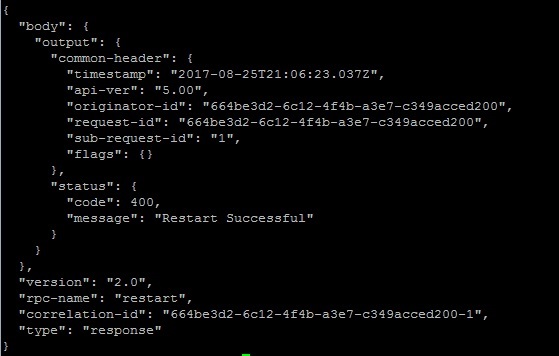 {
"body": {
"output": {
"common-header": {
"timestamp": "2017-08-25T21:06:23.037Z",
"api-ver": "5.00",
"originator-id": "664be3d2-6c12-4f4b-a3e7-c349acced200",
"request-id": "664be3d2-6c12-4f4b-a3e7-c349acced200",
"sub-request-id": "1",
"flags": {}
},
"status": {
"code": 400,
"message": "Restart Successful"
}
}
},
"version": "2.0",
"rpc-name": "restart",
"correlation-id": "664be3d2-6c12-4f4b-a3e7-c349acced200-1",
"type": "response"
}